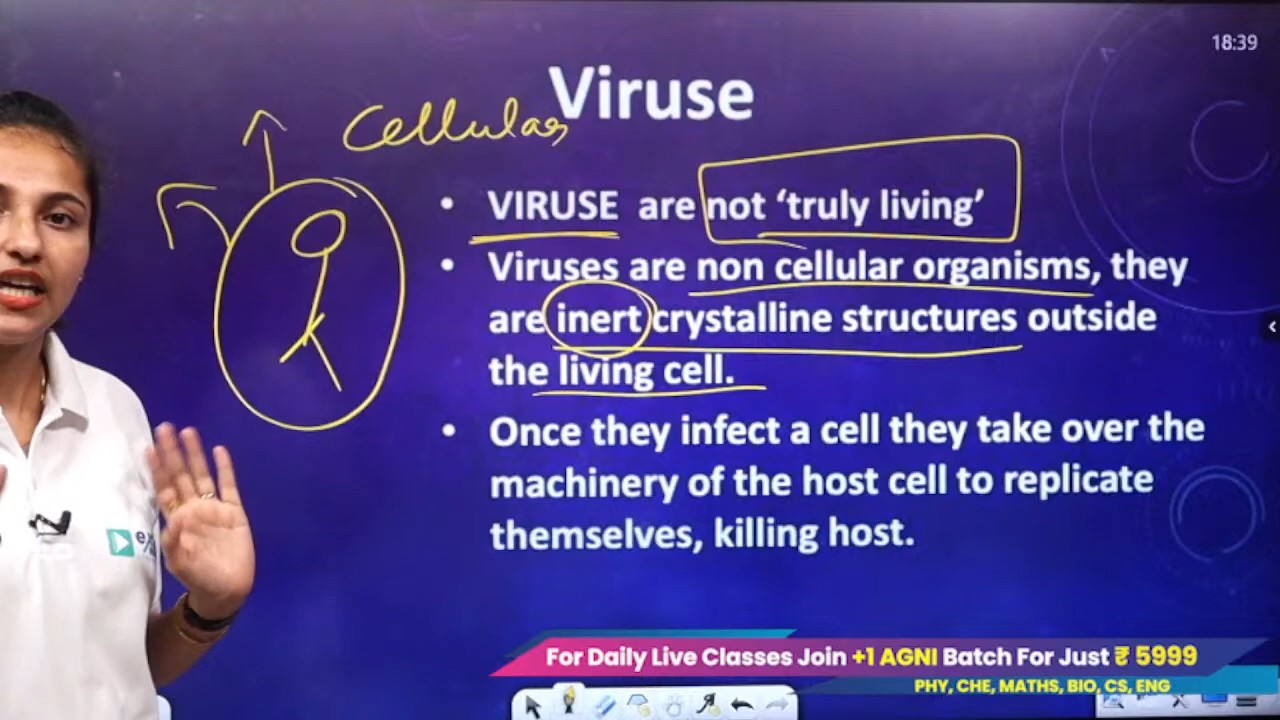 18:39
Viruse
Cellular
• VIRUSE are not ‘truly living’
• Viruses are non cellular organisms, they
are inert crystalline structures outside
the living cell.
• Once they infect a cell they take over the
machinery of the host cell to replicate
themselves, killing host.
For Daily Live Classes Join +1 AGNI Batch For Just ₹ 5999
PHY, CHE, MATHS, BIO, CS, ENG